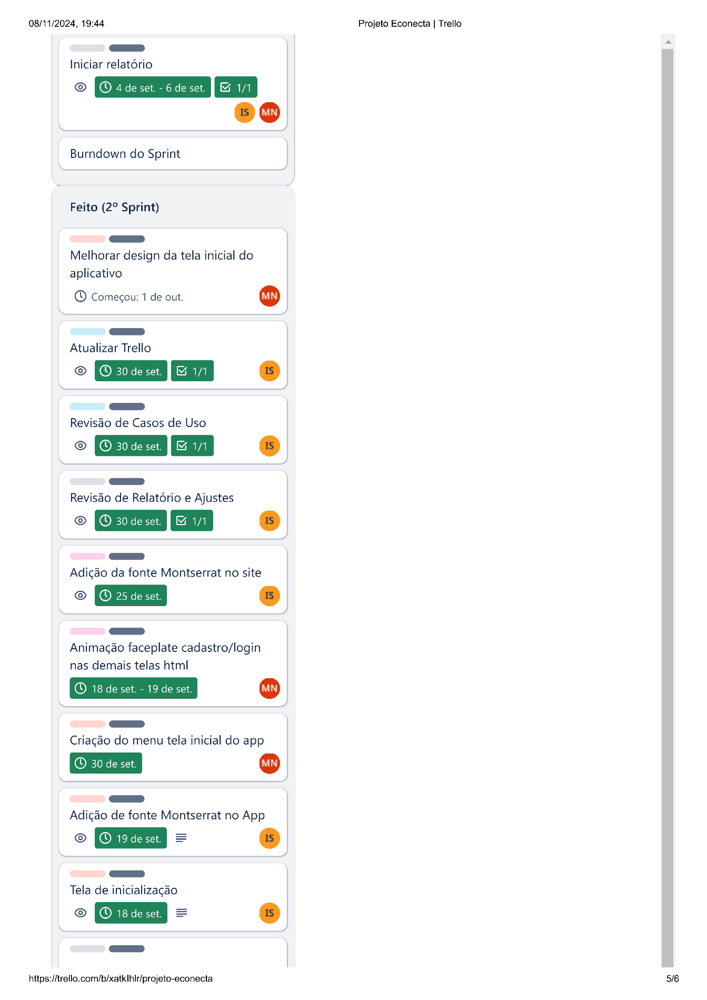 08/11/2024, 19:44
Projeto Econecta | Trello
Iniciar relatório
4 de set. - 6 de set.
1/1
IS
MN
Burndown do Sprint
Feito (2º Sprint)
Melhorar design da tela inicial do
aplicativo
Começou: 1 de out.
MN
Atualizar Trello
30 de set.
1/1
IS
Revisão de Casos de Uso
30 de set.
1/1
IS
Revisão de Relatório e Ajustes
30 de set.
1/1
IS
Adição da fonte Montserrat no site
25 de set.
IS
Animação faceplate cadastro/login
nas demais telas html
18 de set. - 19 de set.
MN
Criação do menu tela inicial do app
30 de set.
MN
Adição de fonte Montserrat no App
19 de set.
IS
Tela de inicialização
18 de set.
IS
https://trello.com/b/xatkIhIr/projeto-econecta
5/6